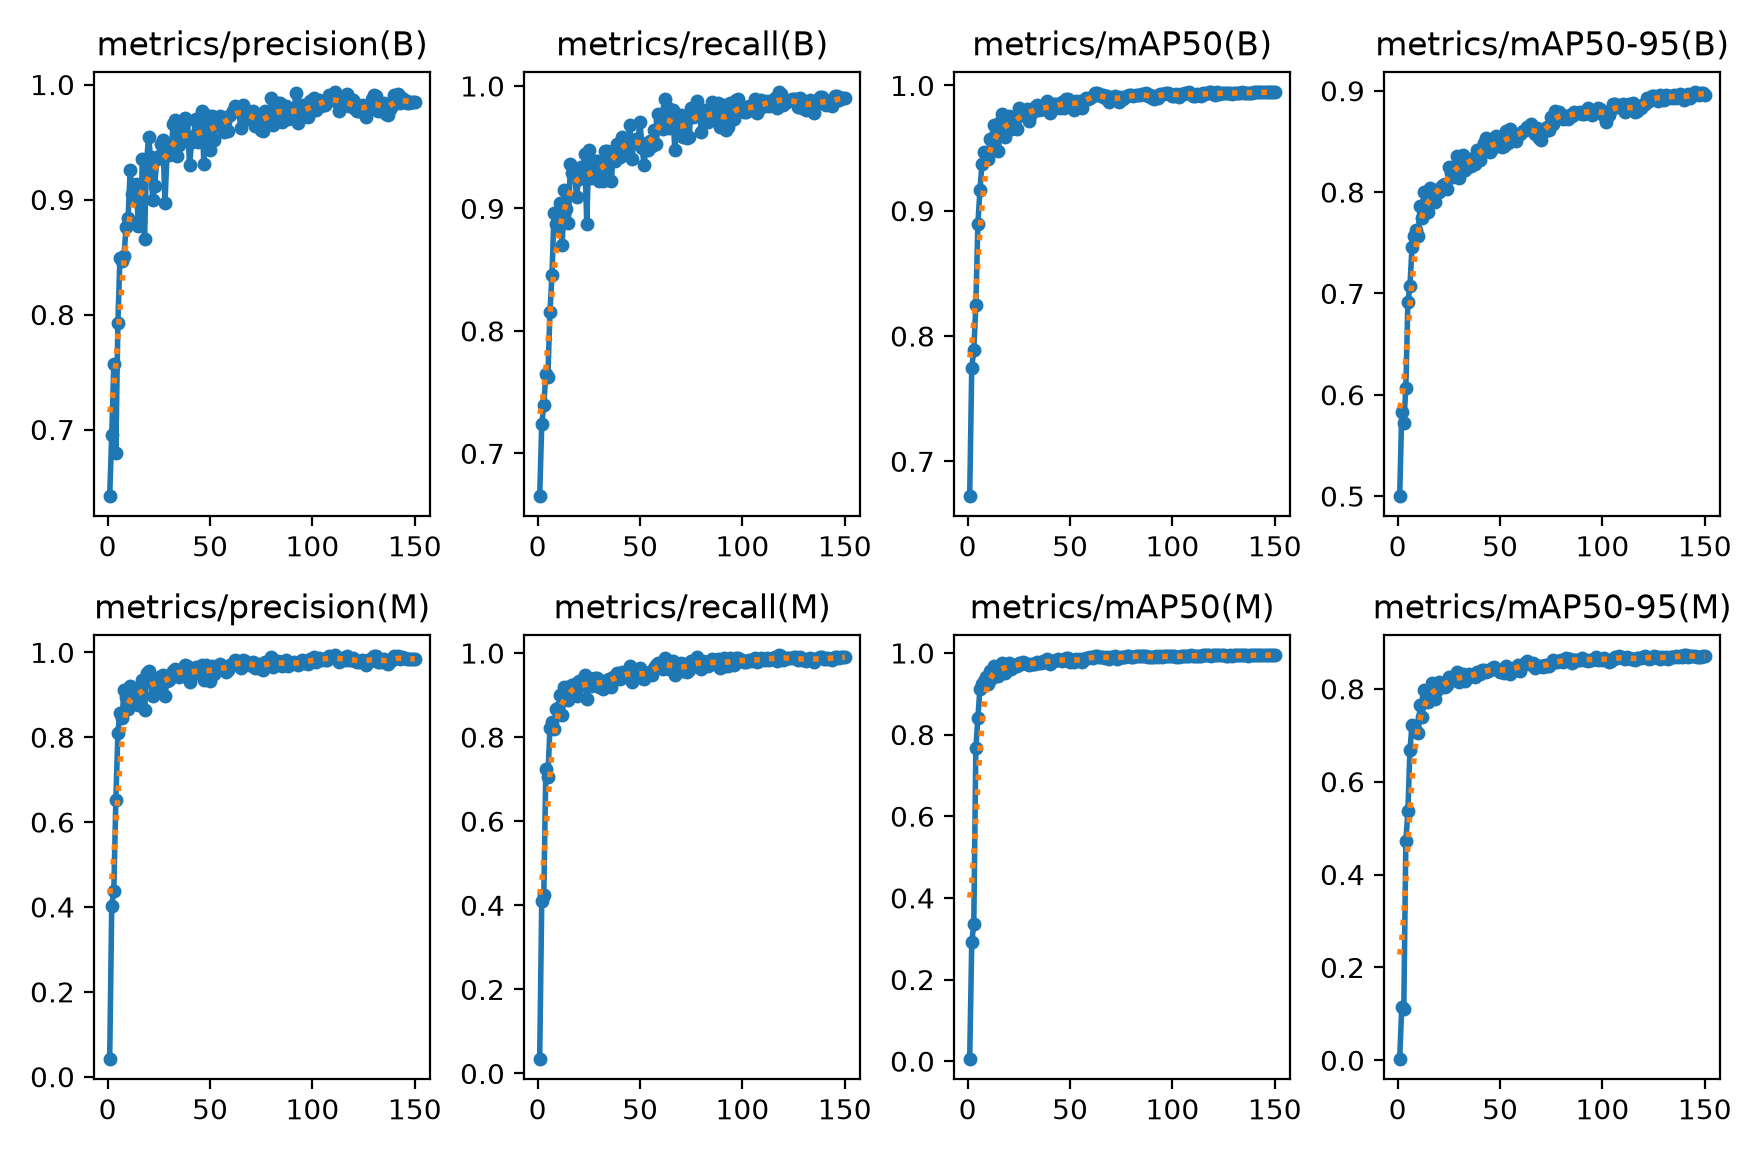 metrics/precision(B) metrics/recall(B) metrics/mAP50(B) metrics/mAP50-95(B)
1.0 1.0 1.0 0.9
0.9 0.9 0.9 0.8
0.8 0.8 0.8 0.7
0.7 0.7 0.7 0.6
0.5
0 50 100 150 0 50 100 150 0 50 100 150 0 50 100 150
metrics/precision(M) metrics/recall(M) metrics/mAP50(M) metrics/mAP50-95(M)
1.0 1.0 1.0 0.8
0.8 0.8 0.8 0.6
0.6 0.6 0.6 0.4
0.4 0.4 0.4 0.2
0.2 0.2 0.2 0.0
0.0 0.0 0.0
0 50 100 150 0 50 100 150 0 50 100 150 0 50 100 150